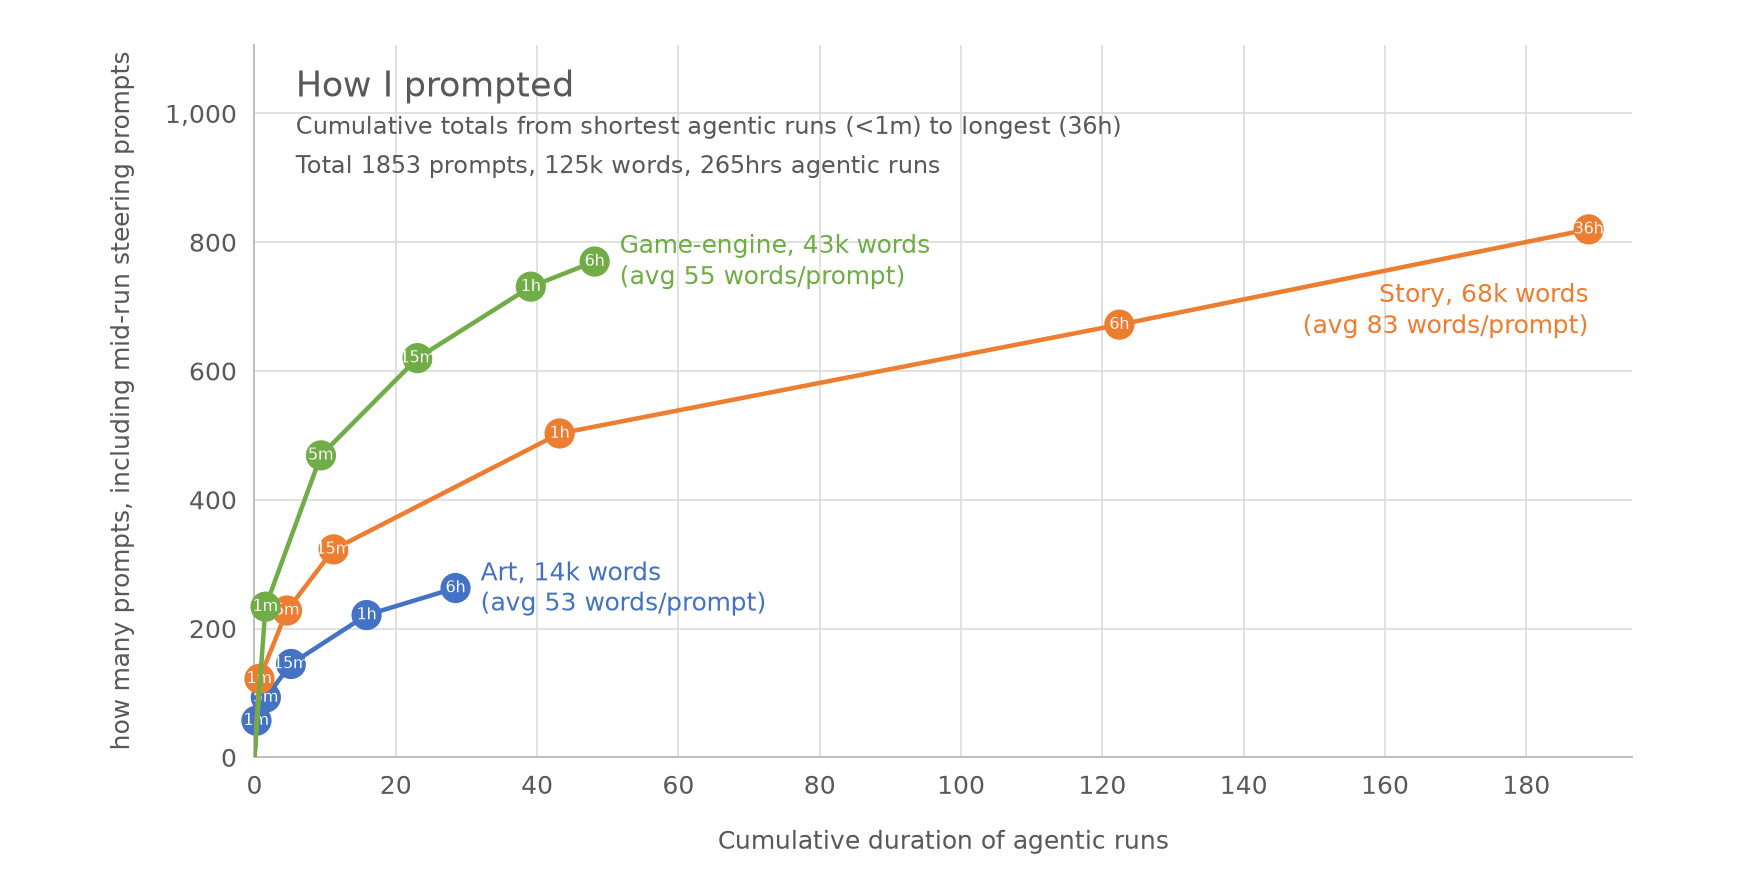 How I prompted
Cumulative totals from shortest agentic runs (<1m) to longest (36h)
Total 1853 prompts, 125k words, 265hrs agentic runs
how many prompts, including mid-run steering prompts
1,000
800
600
400
200
0
Game-engine, 43k words
(avg 55 words/prompt)
1m
5m
15m
1h
6h
Story, 68k words
(avg 83 words/prompt)
1m
5m
15m
1h
6h
36h
Art, 14k words
(avg 53 words/prompt)
1m
5m
15m
1h
6h
0 20 40 60 80 100 120 140 160 180
Cumulative duration of agentic runs